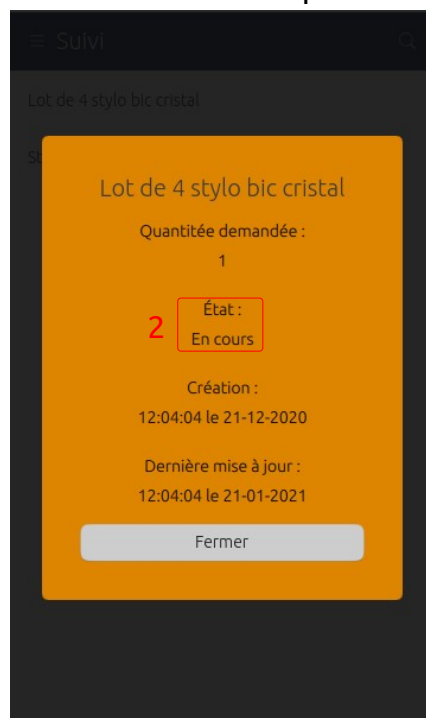 ≡ Suivi
Lot de 4 stylo bic cristal
St
Lot de 4 stylo bic cristal
Quantitée demandée :
1
État :
2
En cours
Création :
12:04:04 le 21-12-2020
Dernière mise à jour :
12:04:04 le 21-01-2021
Fermer